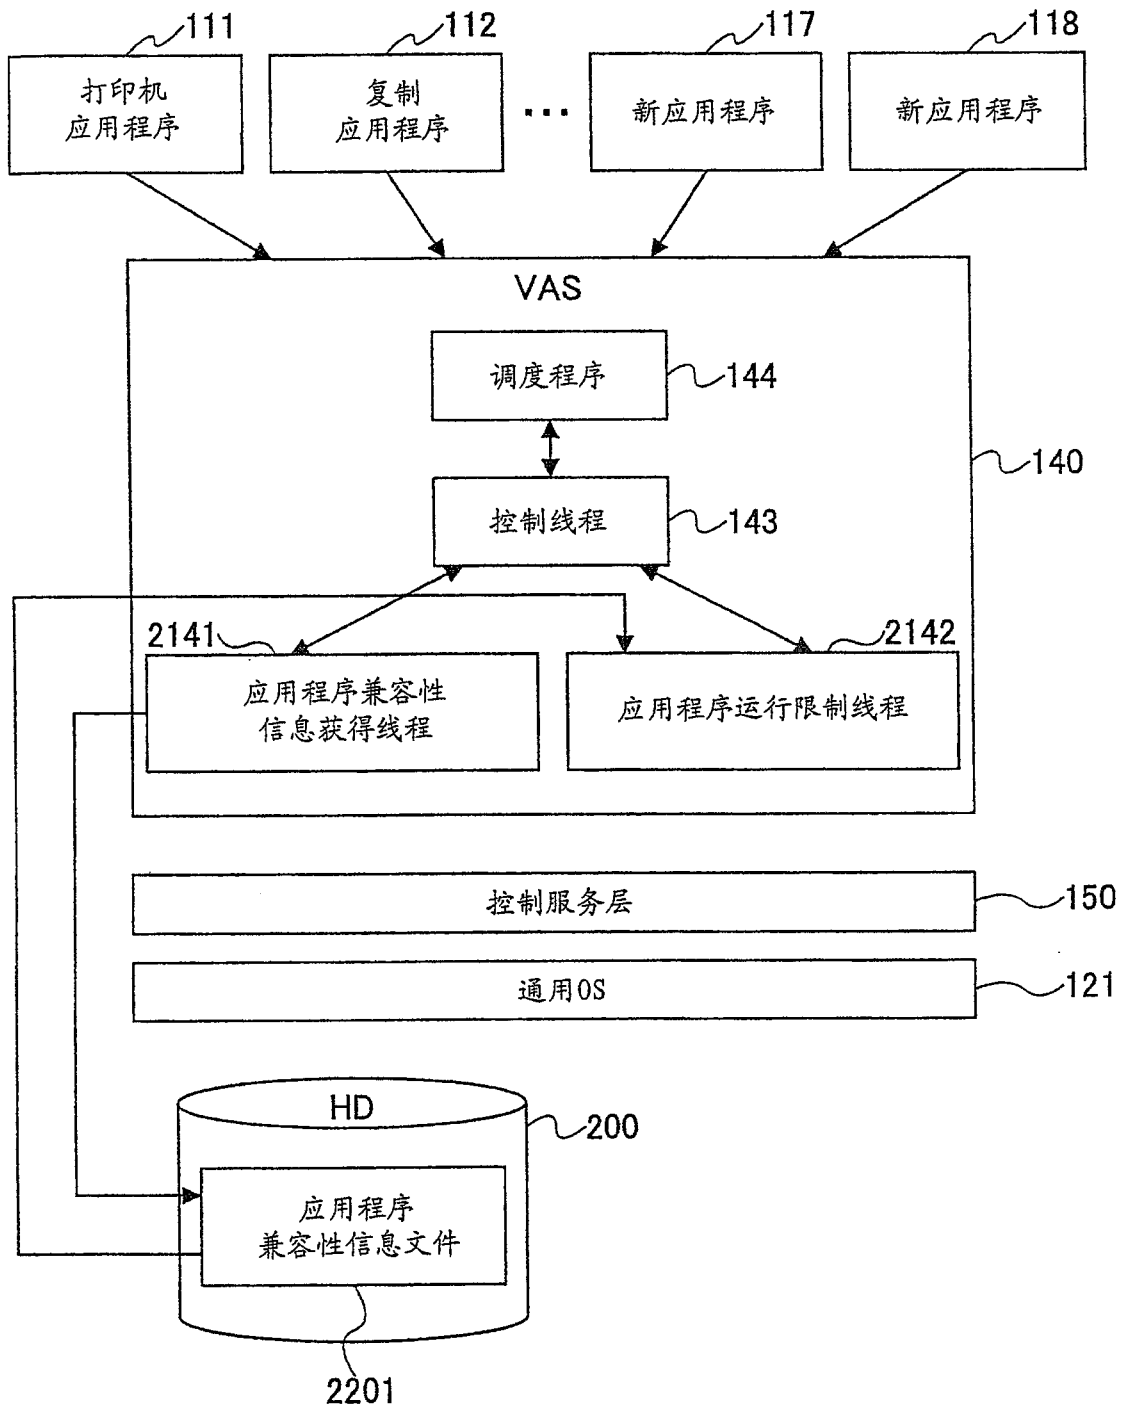 111
112
117
118
打印机
应用程序
复制
应用程序
...
新应用程序
新应用程序
VAS
调度程序
144
140
控制线程
143
2141
2142
应用程序兼容性
信息获得线程
应用程序运行限制线程
控制服务层
150
通用OS
121
HD
200
应用程序
兼容性信息文件
2201